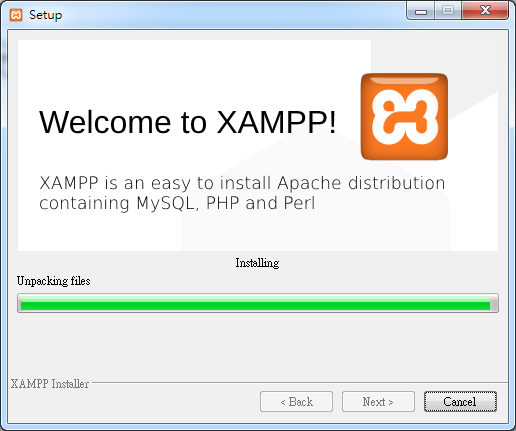 Setup
Welcome to XAMPP!
XAMPP is an easy to install Apache distribution
containing MySQL, PHP and Perl
Installing
Unpacking files
XAMPP Installer
< Back
Next >
Cancel